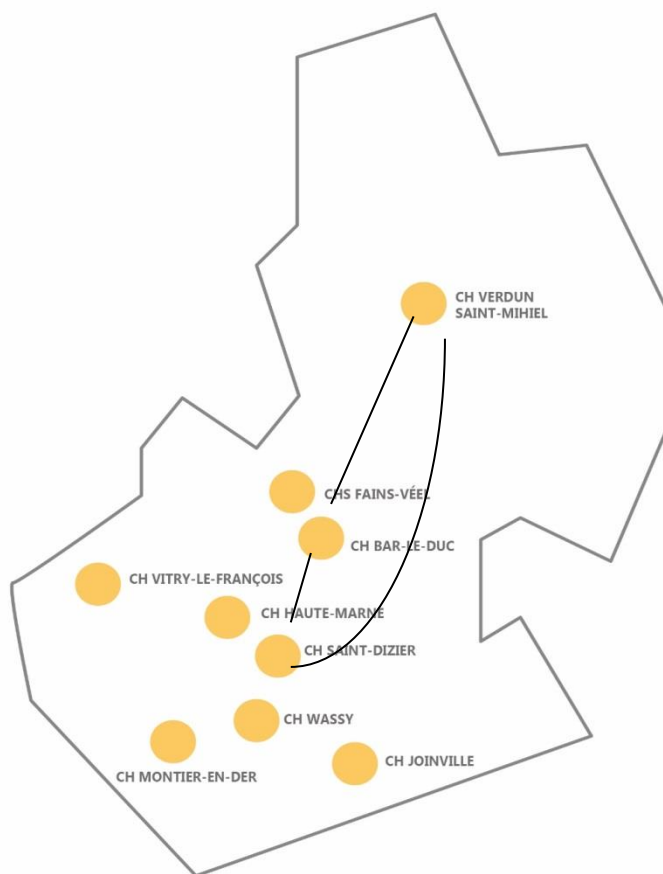 CH VERDUN
SAINT-MIHIEL
CHS FAINS-VÉEL
CH BAR-LE-DUC
CH VITRY-LE-FRANÇOIS
CH HAUTE-MARNE
CH SAINT-DIZIER
CH WASSY
CH JOINVILLE
CH MONTIER-EN-DER